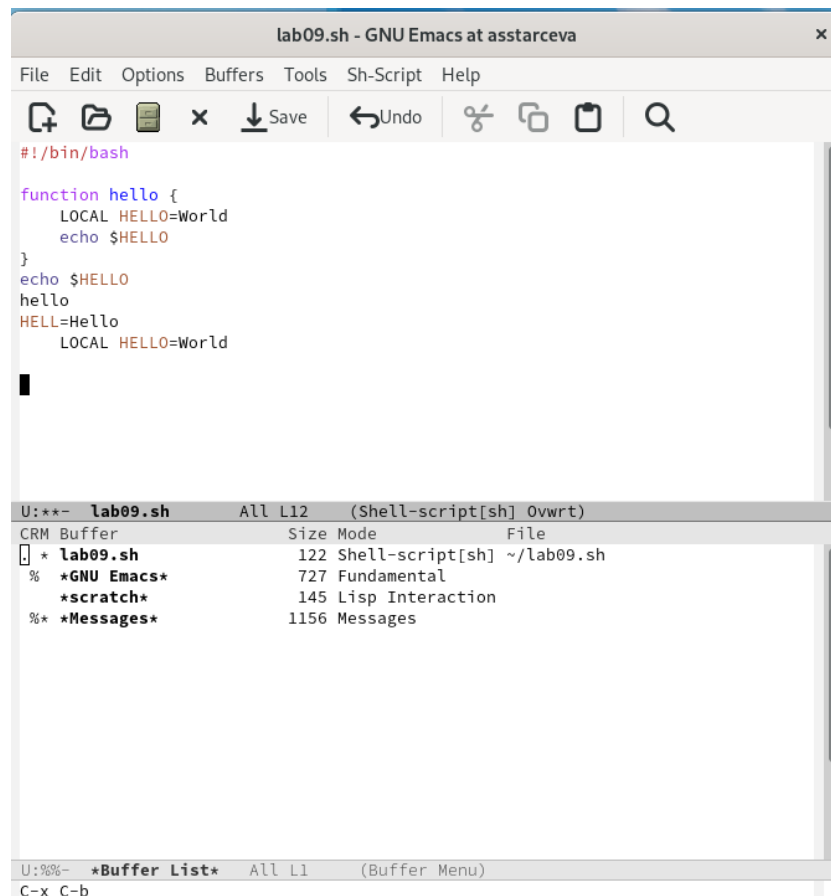 lab09.sh - GNU Emacs at asstarceva ×
File Edit Options Buffers Tools Sh-Script Help
Save Undo
#!/bin/bash
function hello {
    LOCAL HELLO=World
    echo $HELLO
}
echo $HELLO
hello
HELL=Hello
    LOCAL HELLO=World
U:**-  lab09.sh       All L12    (Shell-script[sh] Ovwrt)
CRM Buffer                 Size Mode             File
. * lab09.sh                122 Shell-script[sh] ~/lab09.sh
 %  *GNU Emacs*             727 Fundamental
    *scratch*               145 Lisp Interaction
 %* *Messages*             1156 Messages
U:%%-  *Buffer List*   All L1     (Buffer Menu)
C-x C-b